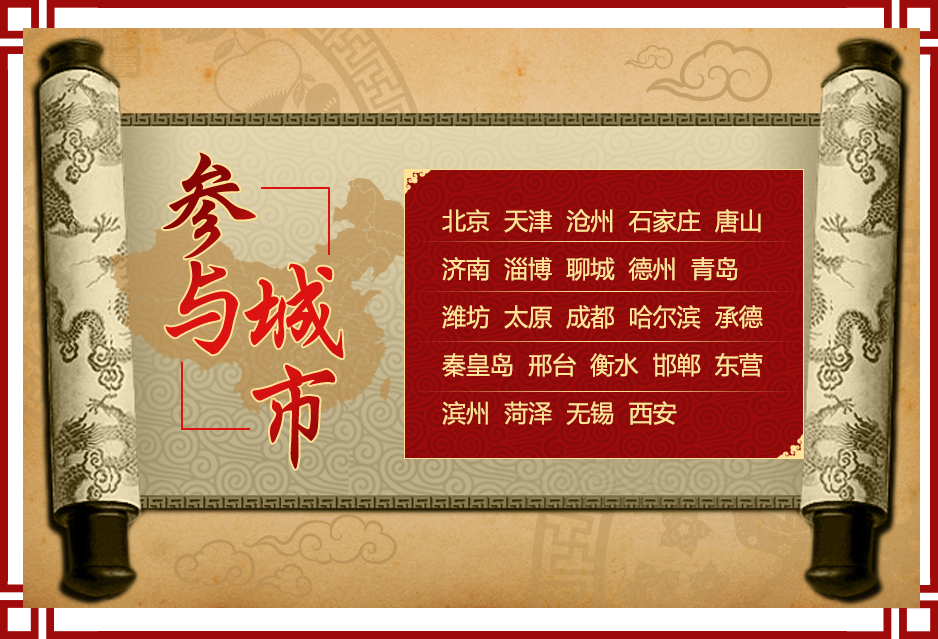 参与城市
北京 天津 沧州 石家庄 唐山
济南 淄博 聊城 德州 青岛
潍坊 太原 成都 哈尔滨 承德
秦皇岛 邢台 衡水 邯郸 东营
滨州 菏泽 无锡 西安